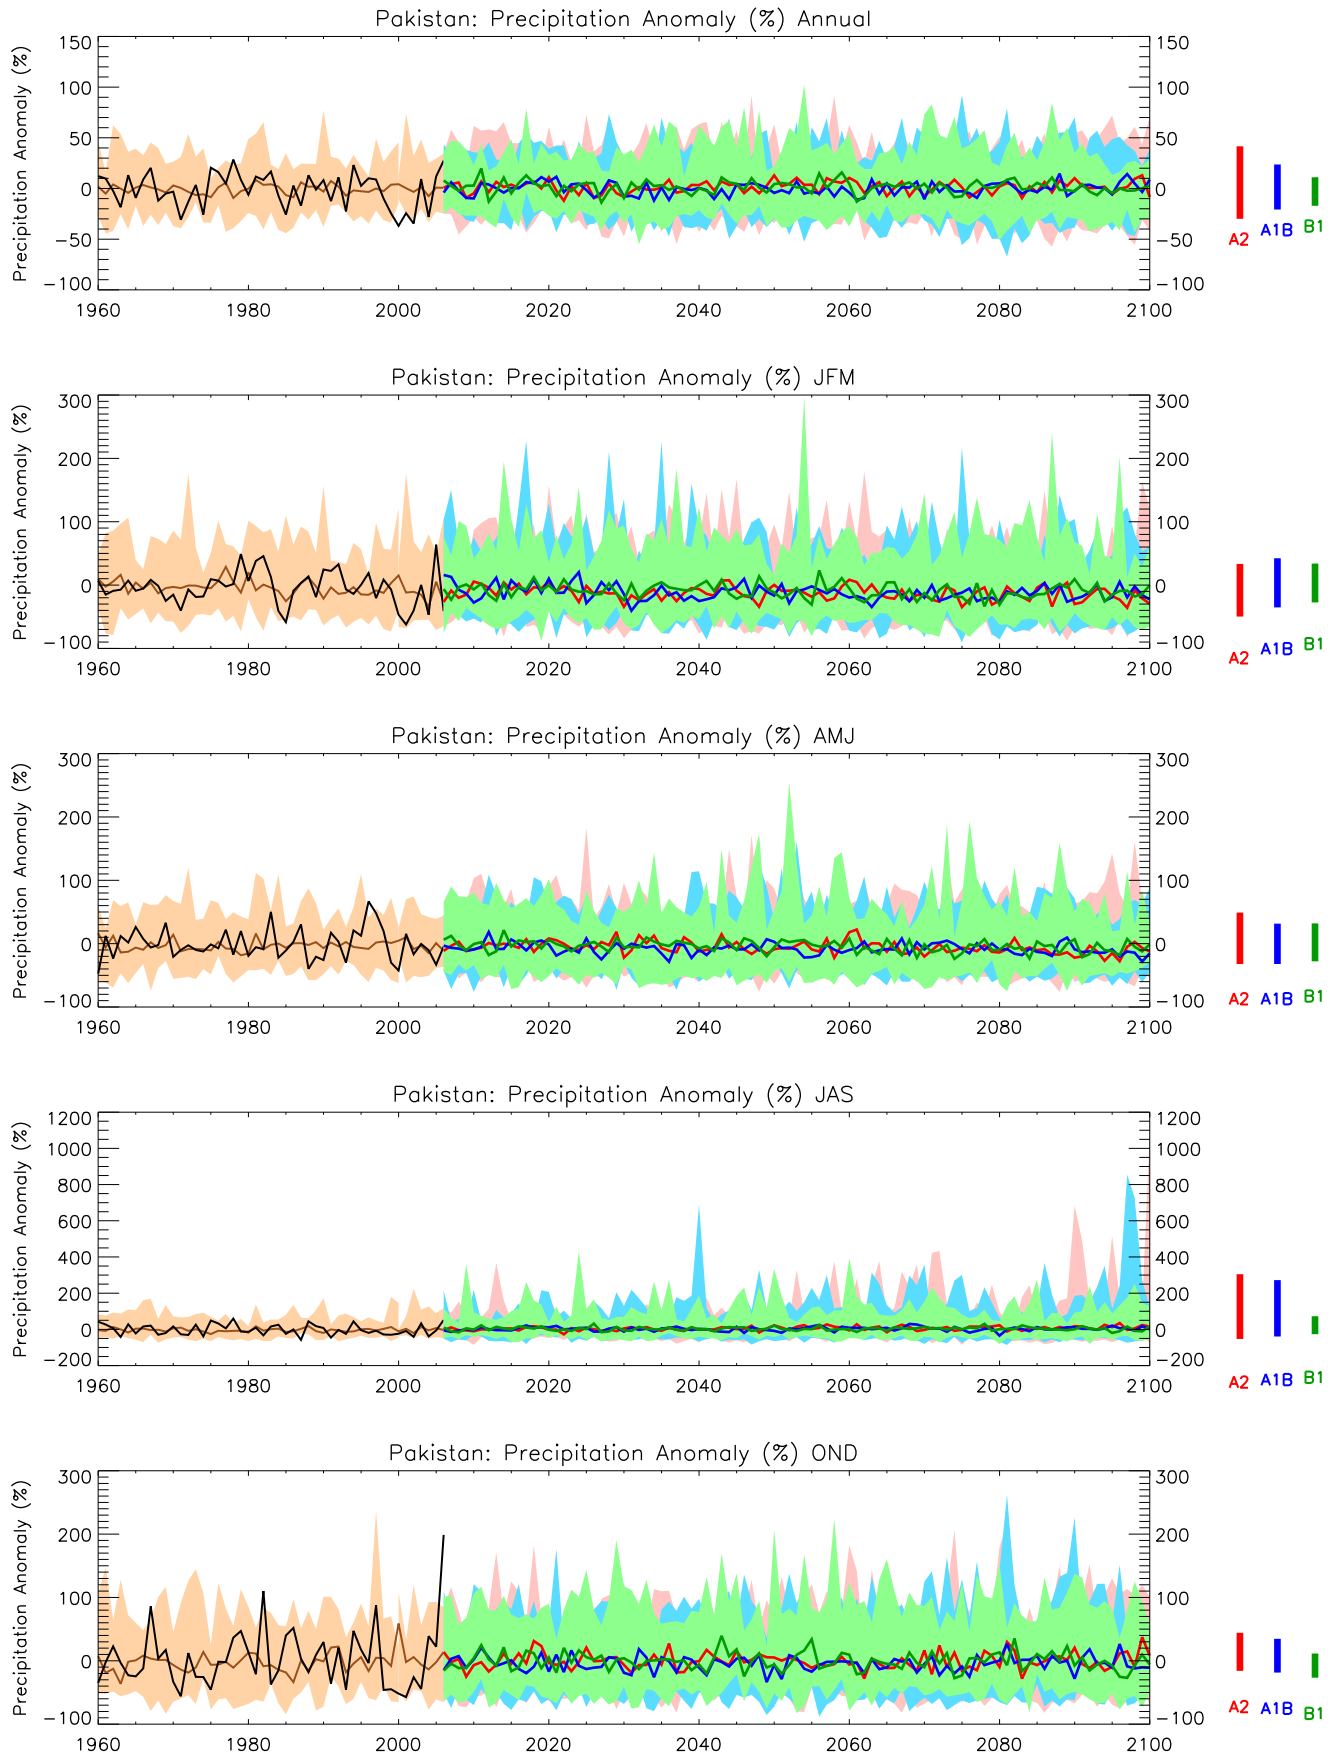 Pakistan: Precipitation Anomaly (%) Annual
Precipitation Anomaly (%)
150 150
100 100
50 50
0 0
−50 −50
−100 −100
1960 1980 2000 2020 2040 2060 2080 2100
A2 A1B B1
Pakistan: Precipitation Anomaly (%) JFM
Precipitation Anomaly (%)
300 300
200 200
100 100
0 0
−100 −100
1960 1980 2000 2020 2040 2060 2080 2100
A2 A1B B1
Pakistan: Precipitation Anomaly (%) AMJ
Precipitation Anomaly (%)
300 300
200 200
100 100
0 0
−100 −100
1960 1980 2000 2020 2040 2060 2080 2100
A2 A1B B1
Pakistan: Precipitation Anomaly (%) JAS
Precipitation Anomaly (%)
1200 1200
1000 1000
800 800
600 600
400 400
200 200
0 0
−200 −200
1960 1980 2000 2020 2040 2060 2080 2100
A2 A1B B1
Pakistan: Precipitation Anomaly (%) OND
Precipitation Anomaly (%)
300 300
200 200
100 100
0 0
−100 −100
1960 1980 2000 2020 2040 2060 2080 2100
A2 A1B B1